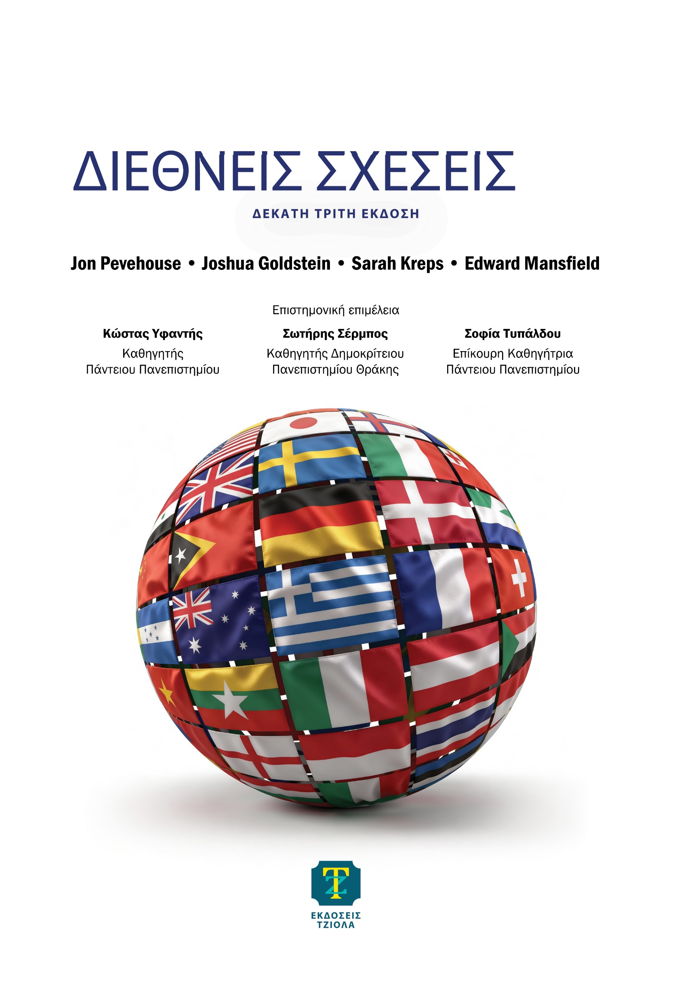 ΔΙΕΘΝΕΙΣ ΣΧΕΣΕΙΣ
ΔΕΚΑΤΗ ΤΡΙΤΗ ΕΚΔΟΣΗ
Jon Pevehouse • Joshua Goldstein • Sarah Kreps • Edward Mansfield
Επιστημονική επιμέλεια
Κώστας Υφαντής
Καθηγητής
Πάντειου Πανεπιστημίου
Σωτήρης Σέρμπος
Καθηγητής Δημοκρίτειου
Πανεπιστημίου Θράκης
Σοφία Τυπάλδου
Επίκουρη Καθηγήτρια
Πάντειου Πανεπιστημίου
TZ
ΕΚΔΟΣΕΙΣ
ΤΖΙΟΛΑ